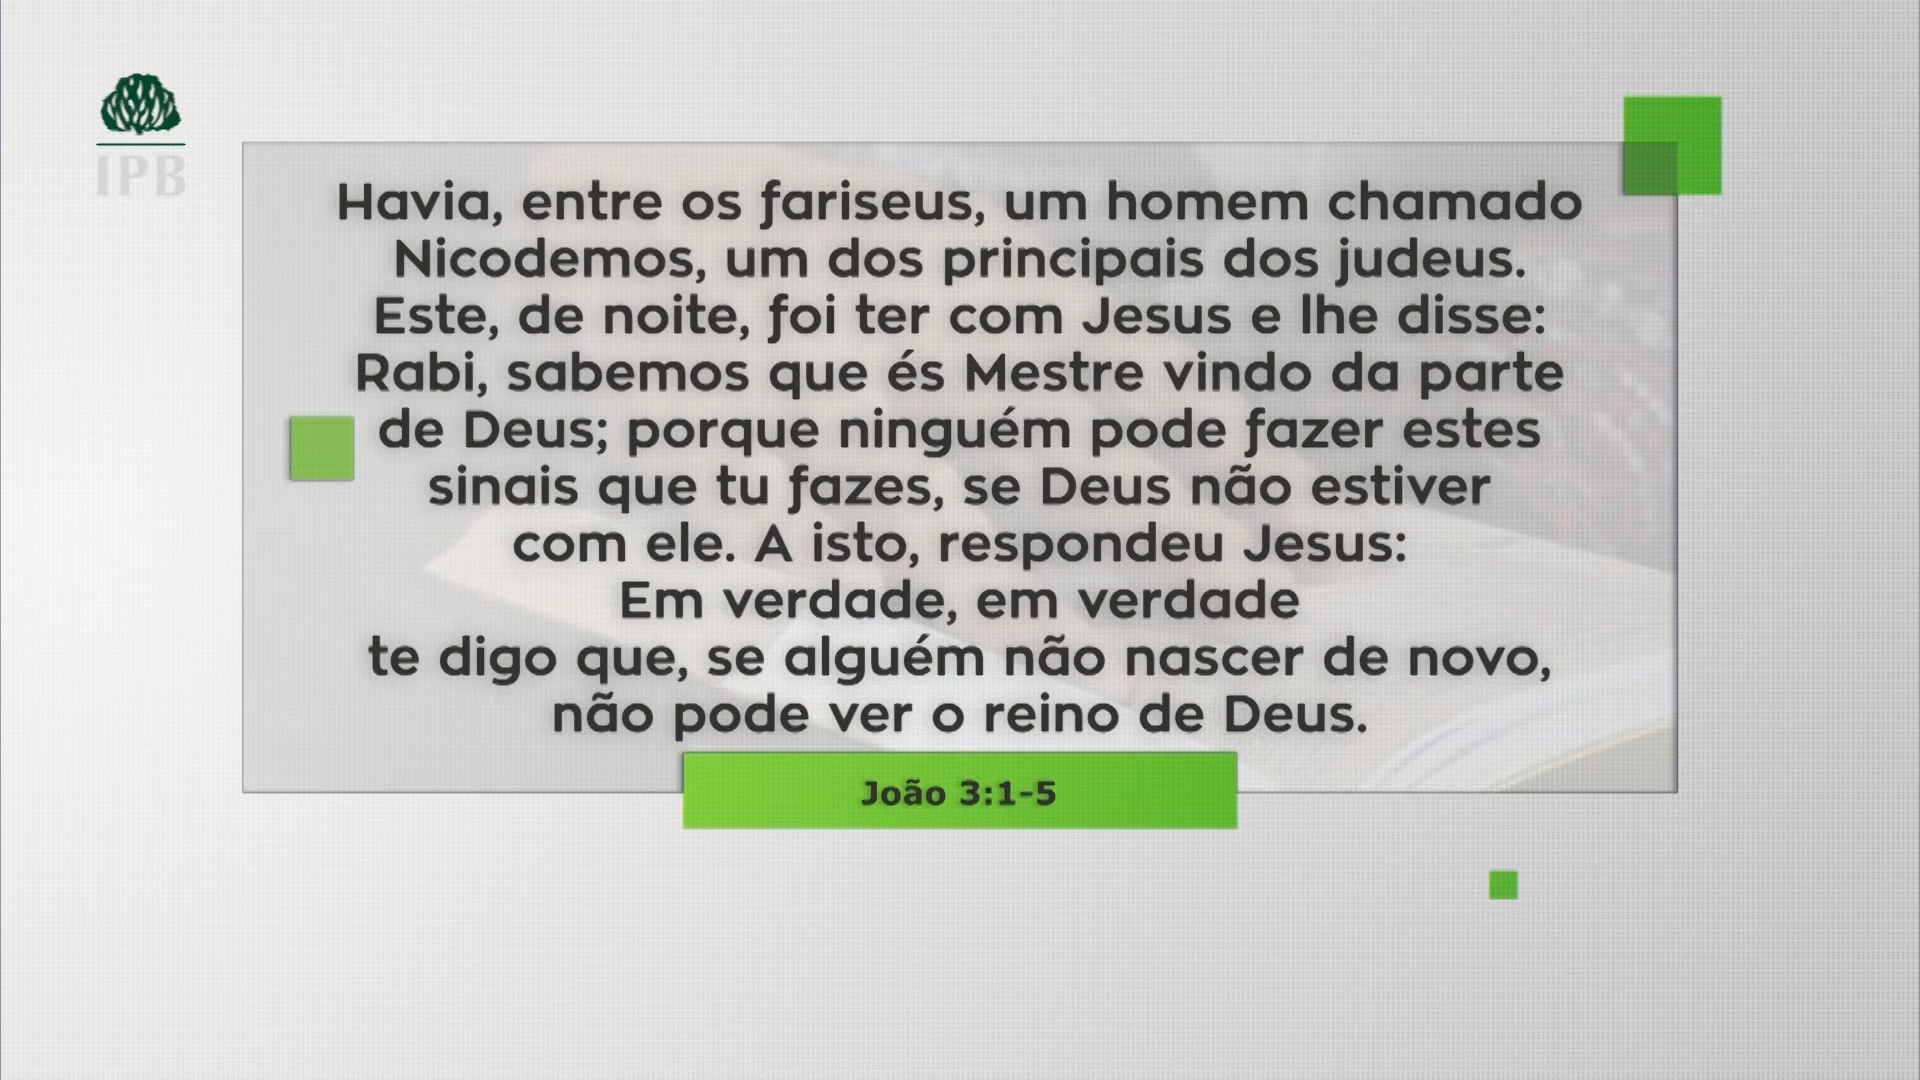 IPB
Havia, entre os fariseus, um homem chamado
Nicodemos, um dos principais dos judeus.
Este, de noite, foi ter com Jesus e lhe disse:
Rabi, sabemos que és Mestre vindo da parte
de Deus; porque ninguém pode fazer estes
sinais que tu fazes, se Deus não estiver
com ele. A isto, respondeu Jesus:
Em verdade, em verdade
te digo que, se alguém não nascer de novo,
não pode ver o reino de Deus.
João 3:1-5